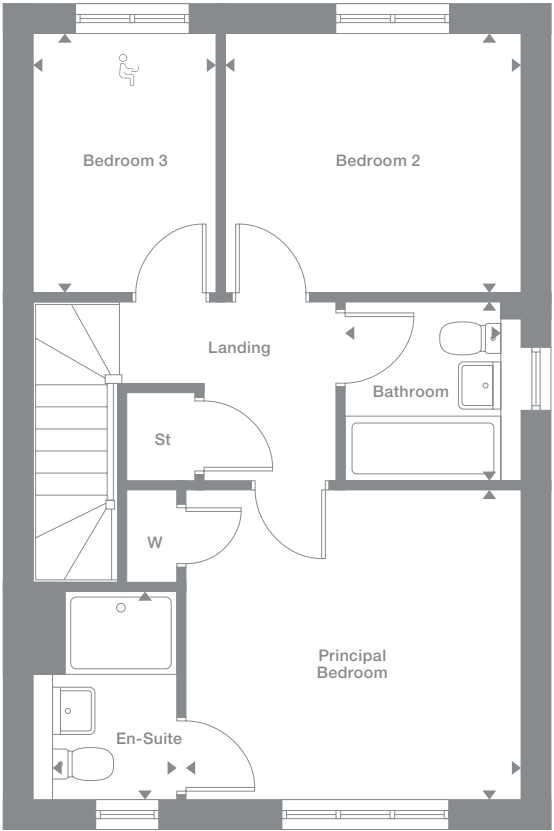 Bedroom 3
Bedroom 2
Landing
Bathroom
St
W
Principal
Bedroom
En-Suite